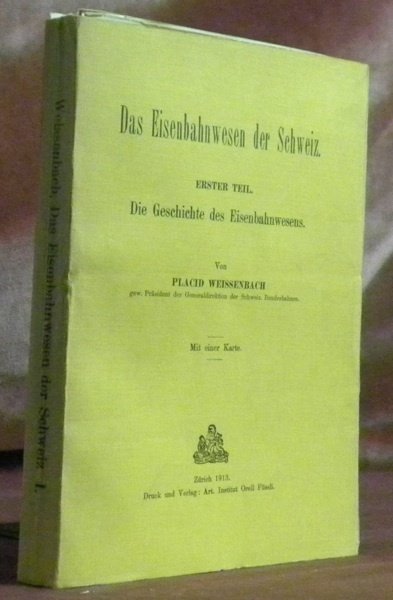 Das Eisenbahnwesen der Schweiz.
ERSTER TEIL.
Die Geschichte des Eisenbahnwesens.
Von
PLACID WEISSENBACH
gew. Präsident der Generaldirektion der Schweiz. Bundesbahnen.
Mit einer Karte.
Zürich 1913.
Druck und Verlag: Art. Institut Orell Füssli.
Weissenbach, Das Eisenbahnwesen der Schweiz I.